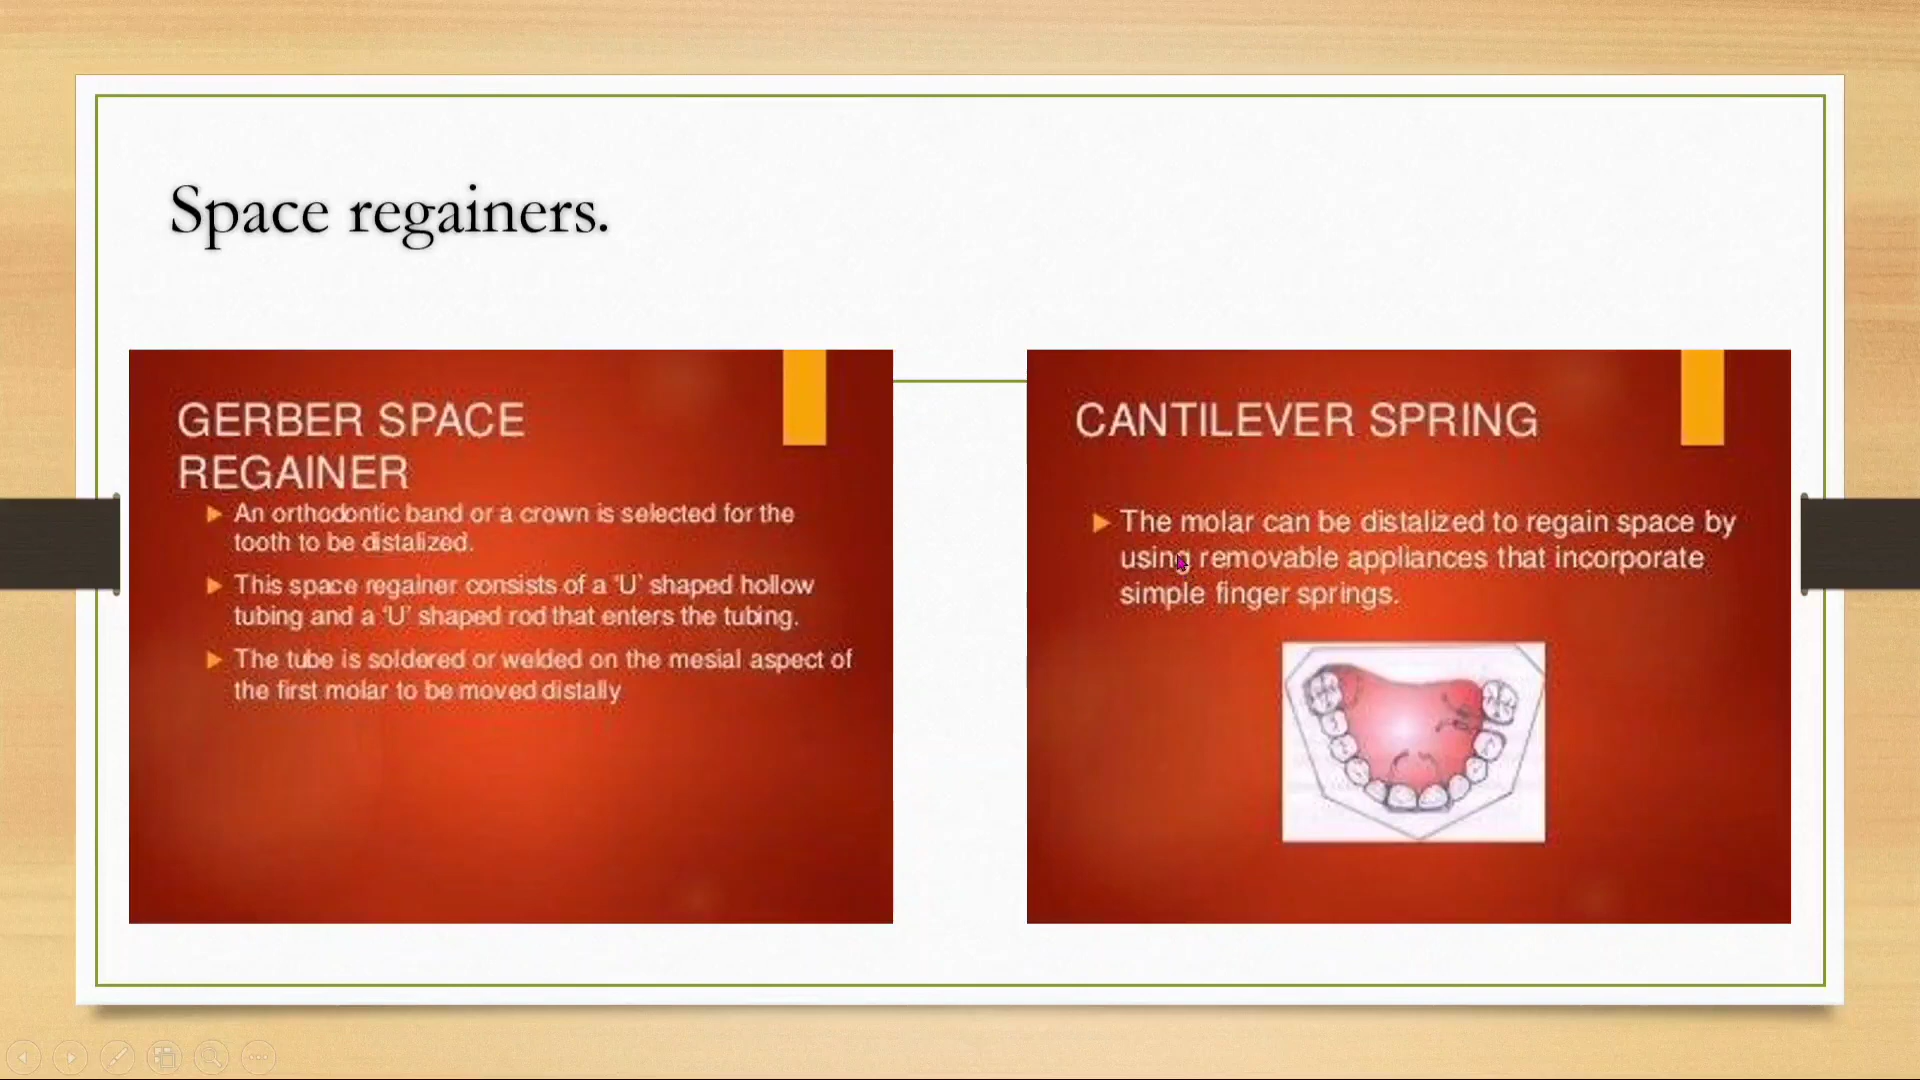 Space regainers.
GERBER SPACE
REGAINER
An orthodontic band or a crown is selected for the
tooth to be distalized.
This space regainer consists of a ‘U’ shaped hollow
tubing and a ‘U’ shaped rod that enters the tubing.
The tube is soldered or welded on the mesial aspect of
the first molar to be moved distally
CANTILEVER SPRING
The molar can be distalized to regain space by
using removable appliances that incorporate
simple finger springs.